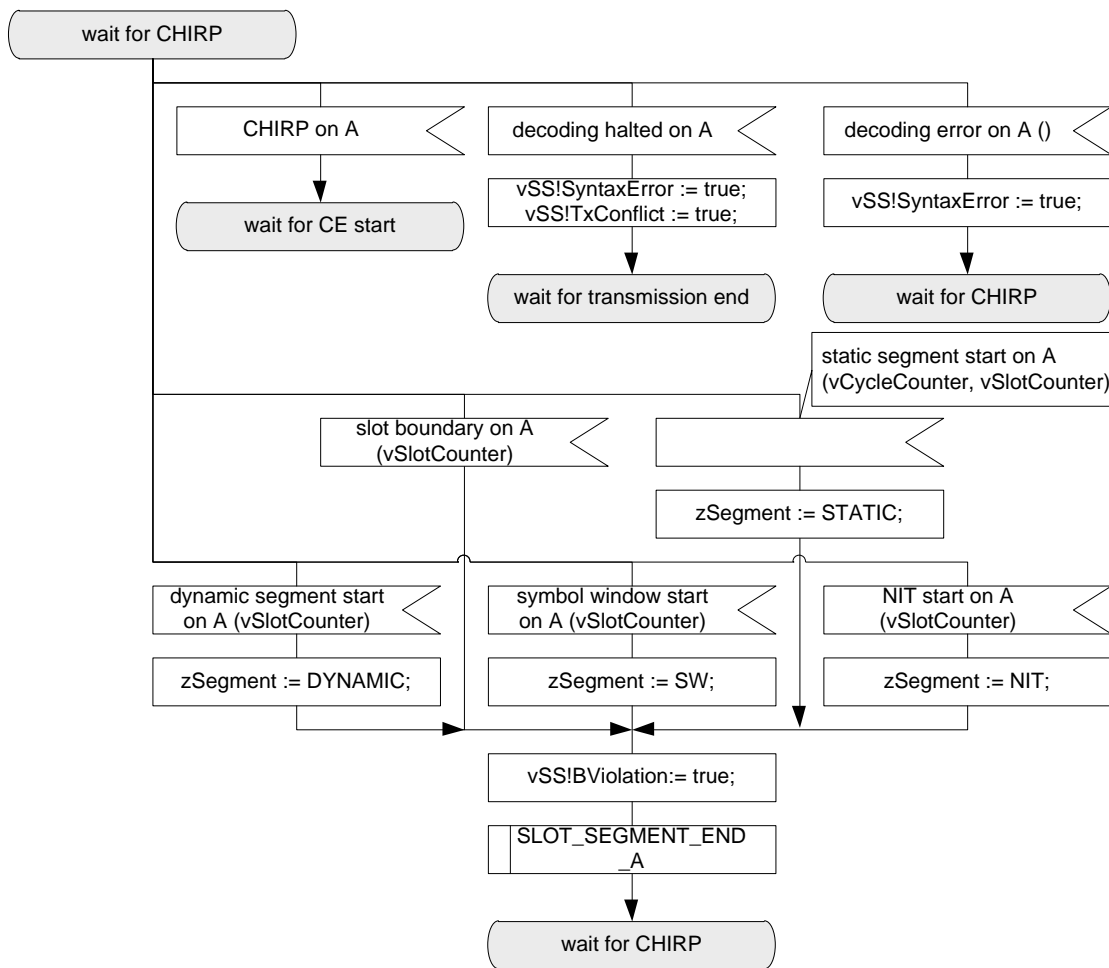 wait for CHIRP
CHIRP on A
decoding halted on A
decoding error on A ()
vSS!SyntaxError := true;
vSS!TxConflict := true;
vSS!SyntaxError := true;
wait for CE start
wait for transmission end
wait for CHIRP
static segment start on A
(vCycleCounter, vSlotCounter)
slot boundary on A
(vSlotCounter)
zSegment := STATIC;
dynamic segment start
on A (vSlotCounter)
symbol window start
on A (vSlotCounter)
NIT start on A
(vSlotCounter)
zSegment := DYNAMIC;
zSegment := SW;
zSegment := NIT;
vSS!BViolation:= true;
SLOT_SEGMENT_END
_A
wait for CHIRP